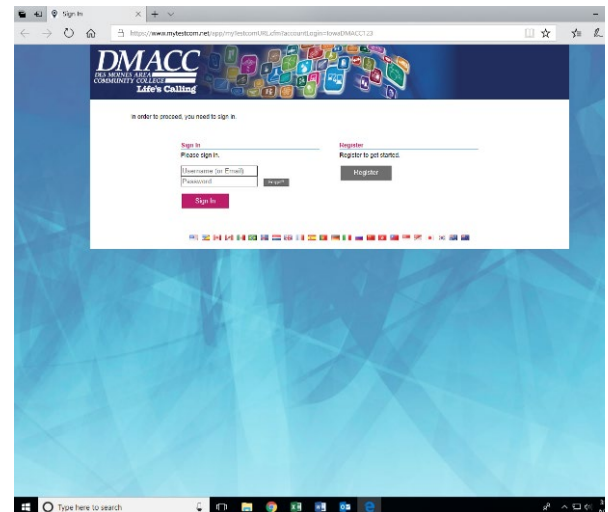 Sign In
https://www.mytestcom.net/app/myTestcomURL.cfm?accountLogin=IowaDMACC123
DMACC
DES MOINES AREA
COMMUNITY COLLEGE
Life's Calling
In order to proceed, you need to sign in.
Sign In
Please sign in.
Username (or Email)
Password
Sign In
Register
Register to get started.
Register
Type here to search